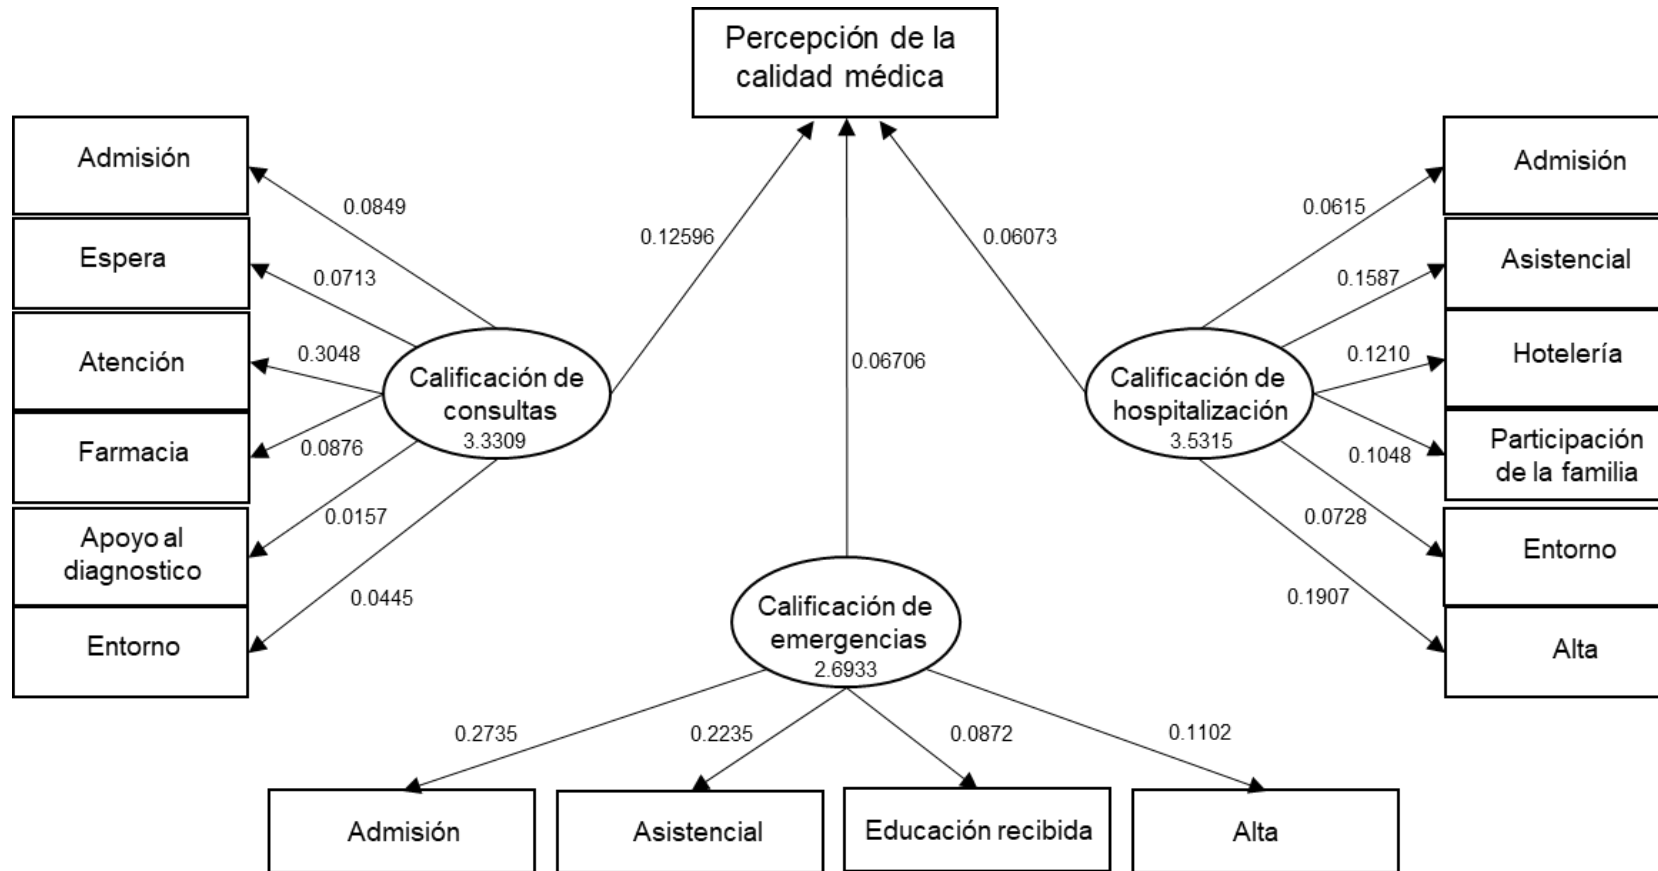 Percepción de la
calidad médica
Admisión
Espera
Atención
Farmacia
Apoyo al
diagnostico
Entorno
0.0849
0.0713
0.3048
0.0876
0.0157
0.0445
Calificación de
consultas
3.3309
0.12596
0.06706
0.06073
Calificación de
hospitalización
3.5315
0.0615
0.1587
0.1210
0.1048
0.0728
0.1907
Admisión
Asistencial
Hotelería
Participación
de la familia
Entorno
Alta
Calificación de
emergencias
2.6933
0.2735
0.2235
0.0872
0.1102
Admisión
Asistencial
Educación recibida
Alta